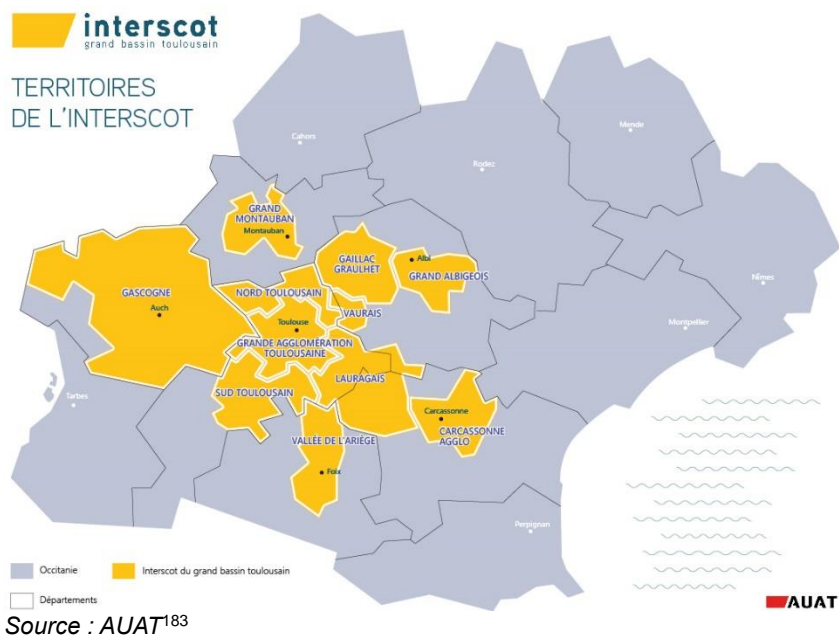 interscot
grand bassin toulousain
TERRITOIRES
DE L'INTERSCOT
Cahors
Mende
Rodez
GRAND
MONTAUBAN
Montauban
GAILLAC
GRAULHET
Albi
GRAND ALBIGEOIS
Nîmes
GASCOGNE
Auch
NORD TOULOUSAIN
VAURAIS
Toulouse
Montpellier
GRANDE AGGLOMÉRATION
TOULOUSAINE
LAURAGAIS
SUD TOULOUSAIN
Tarbes
Carcassonne
CARCASSONNE
AGGLO
VALLÉE DE L'ARIÈGE
Foix
Perpignan
Occitanie
Interscot du grand bassin toulousain
Départements
AUAT
Source : AUAT183